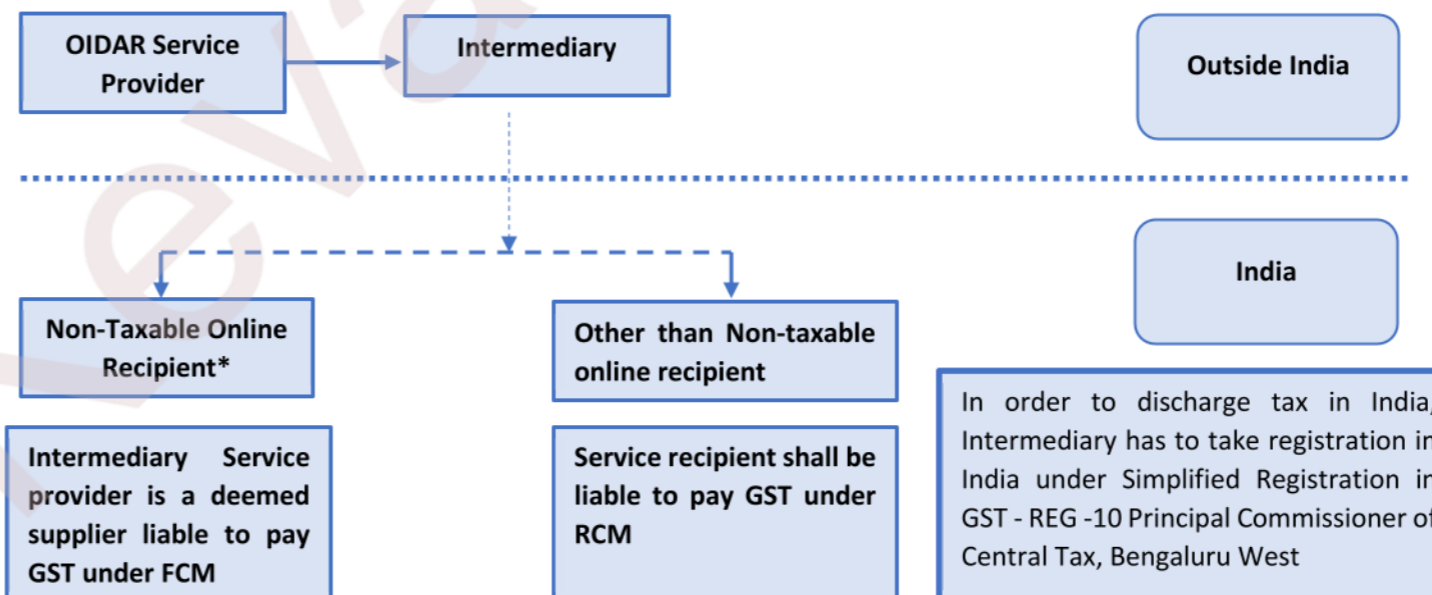 OIDAR Service
Provider
Intermediary
Outside India
India
Non-Taxable Online
Recipient*
Other than Non-taxable
online recipient
Intermediary Service
provider is a deemed
supplier liable to pay
GST under FCM
Service recipient shall be
liable to pay GST under
RCM
In order to discharge tax in India,
Intermediary has to take registration in
India under Simplified Registration in
GST - REG -10 Principal Commissioner of
Central Tax, Bengaluru West